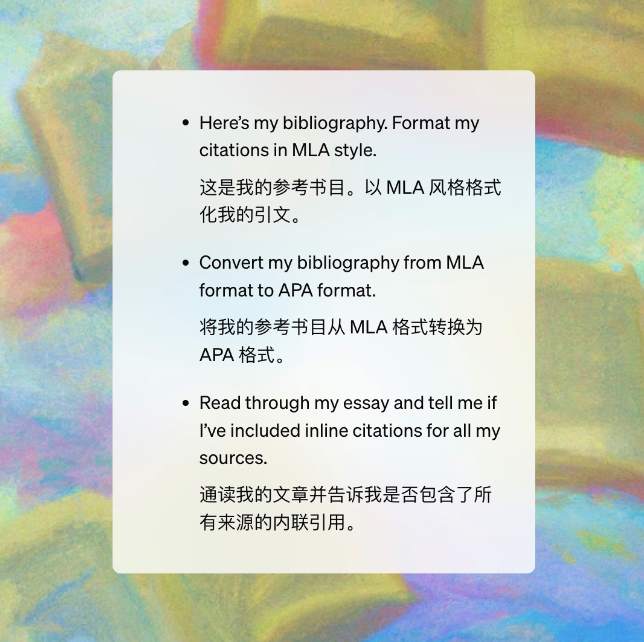 • Here’s my bibliography. Format my
citations in MLA style.
这是我的参考书目。以 MLA 风格格式
化我的引文。
• Convert my bibliography from MLA
format to APA format.
将我的参考书目从 MLA 格式转换为
APA 格式。
• Read through my essay and tell me if
I’ve included inline citations for all my
sources.
通读我的文章并告诉我是否包含了所
有来源的内联引用。